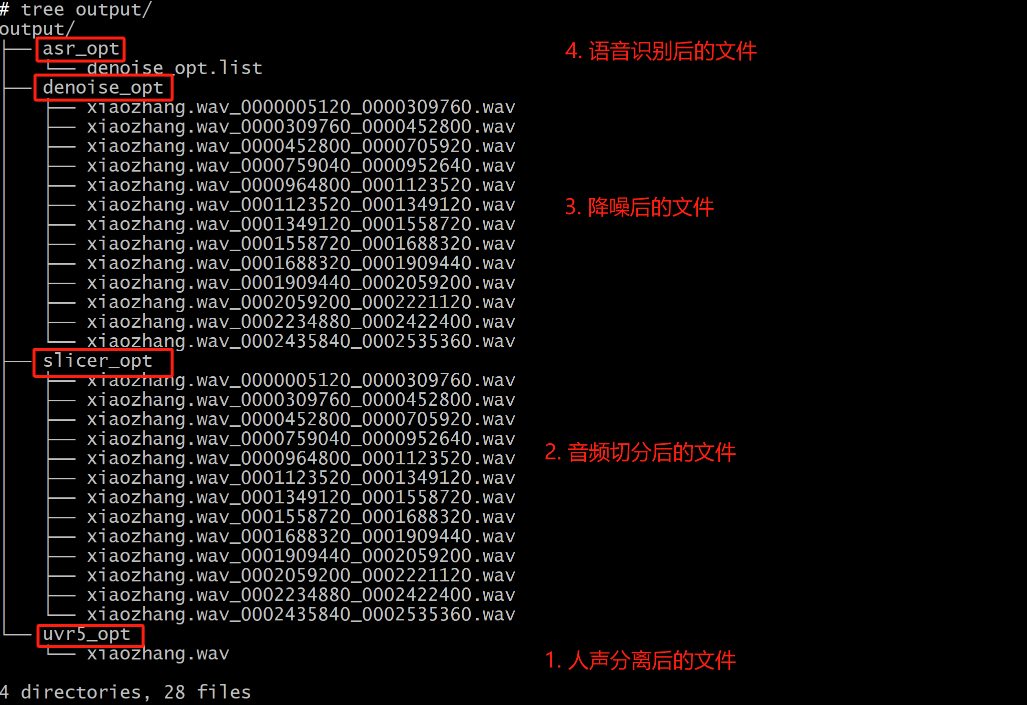 # tree output/
output/
├── asr_opt 4. 语音识别后的文件
│   └── denoise_opt.list
├── denoise_opt
│   ├── xiaozhang.wav_0000005120_0000309760.wav
│   ├── xiaozhang.wav_0000309760_0000452800.wav
│   ├── xiaozhang.wav_0000452800_0000705920.wav
│   ├── xiaozhang.wav_0000759040_0000952640.wav
│   ├── xiaozhang.wav_0000964800_0001123520.wav
│   ├── xiaozhang.wav_0001123520_0001349120.wav 3. 降噪后的文件
│   ├── xiaozhang.wav_0001349120_0001558720.wav
│   ├── xiaozhang.wav_0001558720_0001688320.wav
│   ├── xiaozhang.wav_0001688320_0001909440.wav
│   ├── xiaozhang.wav_0001909440_0002059200.wav
│   ├── xiaozhang.wav_0002059200_0002221120.wav
│   ├── xiaozhang.wav_0002234880_0002422400.wav
│   └── xiaozhang.wav_0002435840_0002535360.wav
├── slicer_opt
│   ├── xiaozhang.wav_0000005120_0000309760.wav
│   ├── xiaozhang.wav_0000309760_0000452800.wav
│   ├── xiaozhang.wav_0000452800_0000705920.wav
│   ├── xiaozhang.wav_0000759040_0000952640.wav 2. 音频切分后的文件
│   ├── xiaozhang.wav_0000964800_0001123520.wav
│   ├── xiaozhang.wav_0001123520_0001349120.wav
│   ├── xiaozhang.wav_0001349120_0001558720.wav
│   ├── xiaozhang.wav_0001558720_0001688320.wav
│   ├── xiaozhang.wav_0001688320_0001909440.wav
│   ├── xiaozhang.wav_0001909440_0002059200.wav
│   ├── xiaozhang.wav_0002059200_0002221120.wav
│   ├── xiaozhang.wav_0002234880_0002422400.wav
│   └── xiaozhang.wav_0002435840_0002535360.wav
└── uvr5_opt
    └── xiaozhang.wav 1. 人声分离后的文件
4 directories, 28 files